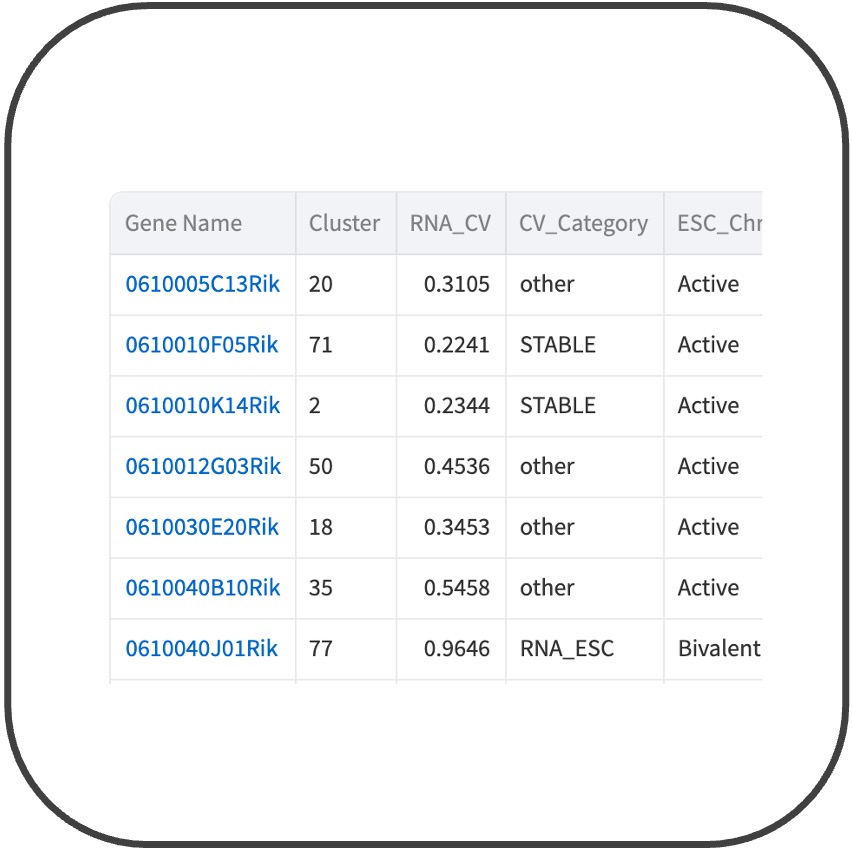 Gene Name Cluster RNA_CV CV_Category ESC_Chr
0610005C13Rik 20 0.3105 other Active
0610010F05Rik 71 0.2241 STABLE Active
0610010K14Rik 2 0.2344 STABLE Active
0610012G03Rik 50 0.4536 other Active
0610030E20Rik 18 0.3453 other Active
0610040B10Rik 35 0.5458 other Active
0610040J01Rik 77 0.9646 RNA_ESC Bivalent